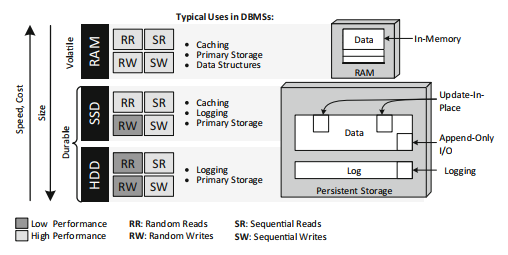 Typical Uses in DBMSs:
Speed, Cost
Size
Volatile
Durable
RAM
RR
SR
RW
SW
• Caching
• Primary Storage
• Data Structures
Data
In-Memory
RAM
SSD
RR
SR
RW
SW
• Caching
• Logging
• Primary Storage
HDD
RR
SR
RW
SW
• Logging
• Primary Storage
Update-In-
Place
Data
Append-Only
I/O
Log
Logging
Persistent Storage
Low Performance
RR: Random Reads
SR: Sequential Reads
High Performance
RW: Random Writes
SW: Sequential Writes